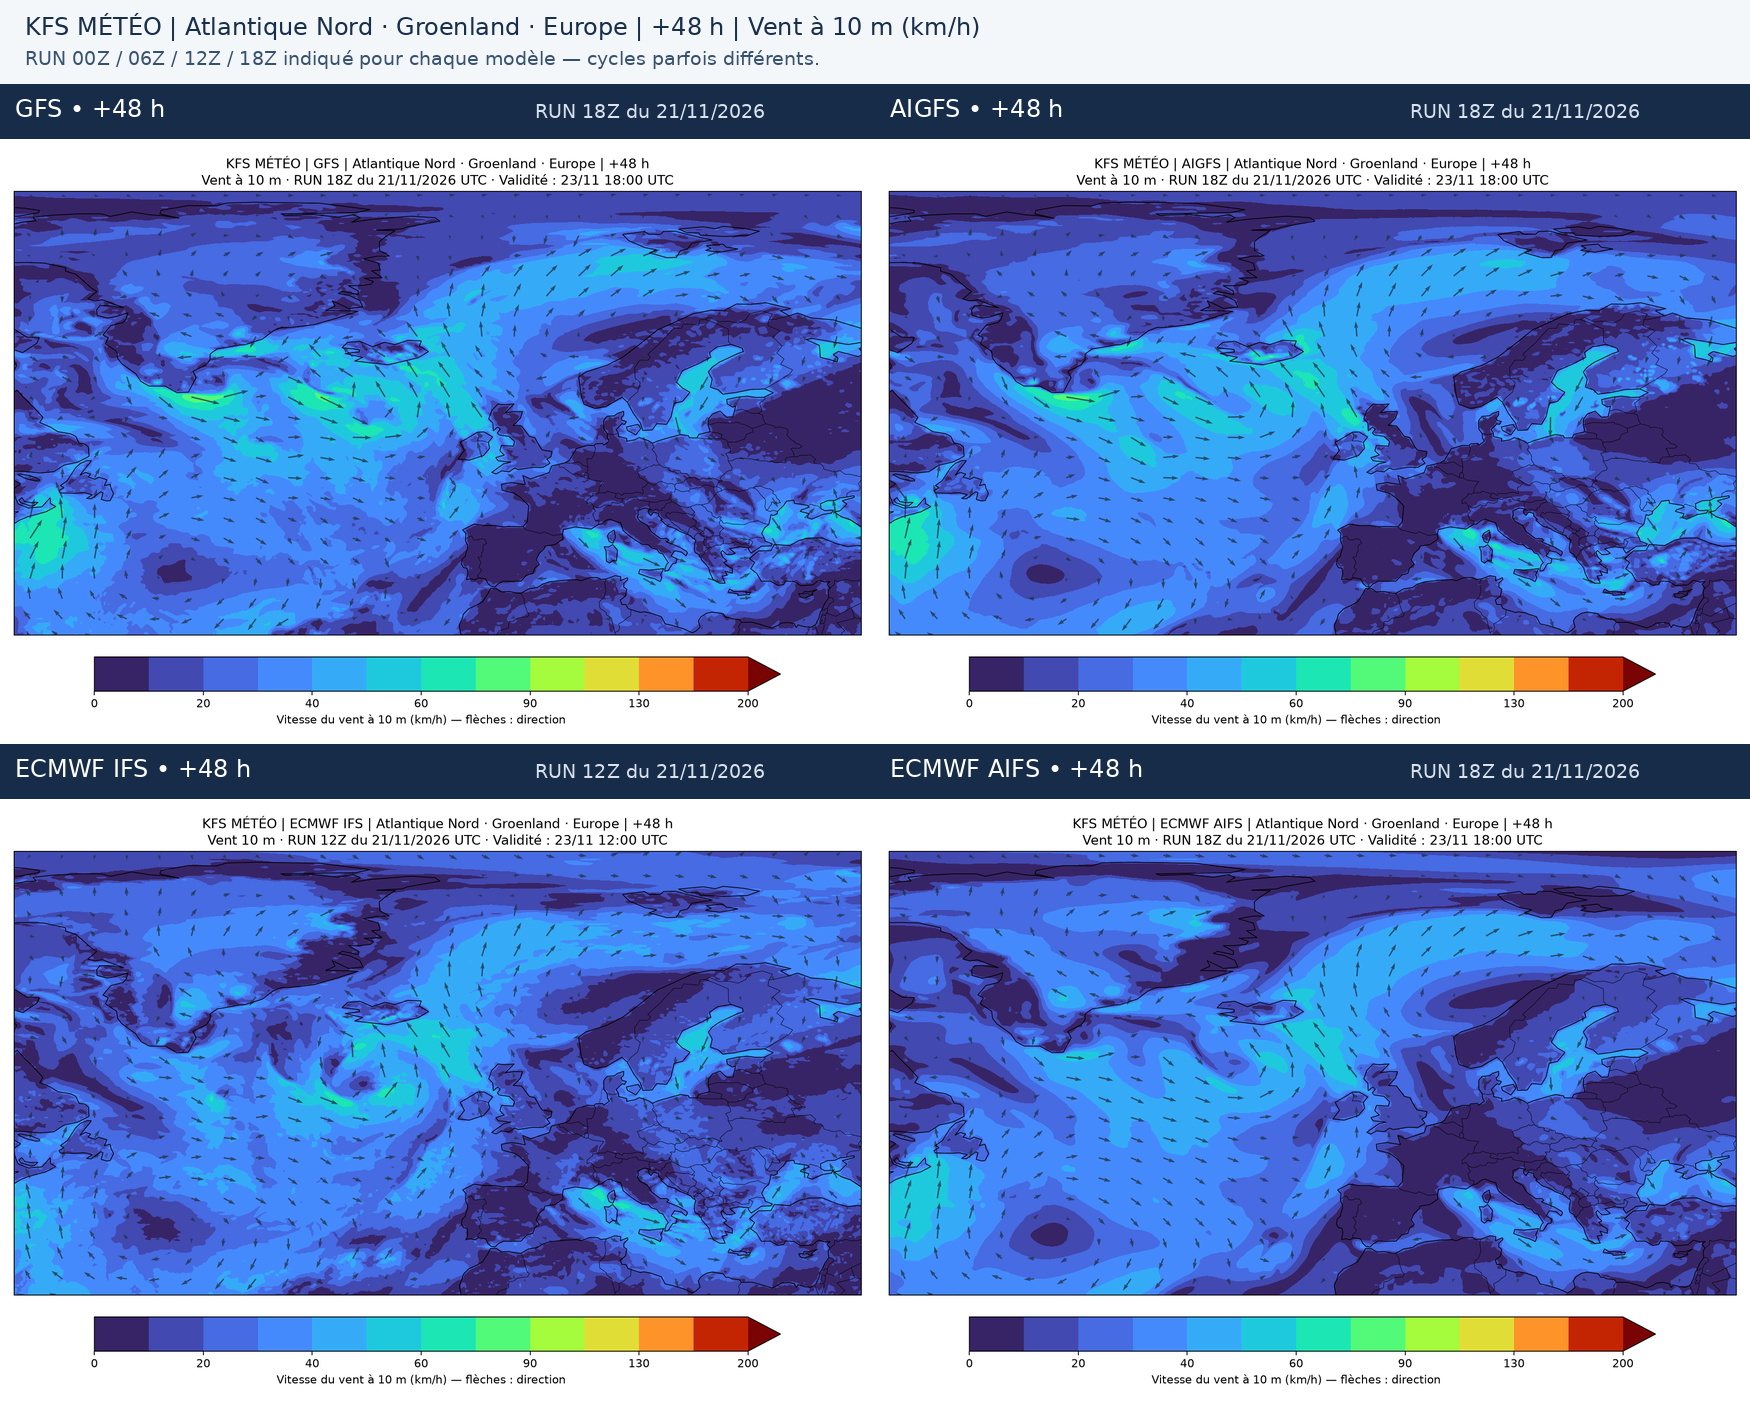 KFS MÉTÉO | Atlantique Nord · Groenland · Europe | +48 h | Vent à 10 m (km/h)
RUN 00Z / 06Z / 12Z / 18Z indiqué pour chaque modèle — cycles parfois différents.
GFS • +48 h
RUN 18Z du 21/11/2026
KFS MÉTÉO | GFS | Atlantique Nord · Groenland · Europe | +48 h
Vent à 10 m · RUN 18Z du 21/11/2026 UTC · Validité : 23/11 18:00 UTC
0 20 40 60 90 130 200
Vitesse du vent à 10 m (km/h) — flèches : direction
AIGFS • +48 h
RUN 18Z du 21/11/2026
KFS MÉTÉO | AIGFS | Atlantique Nord · Groenland · Europe | +48 h
Vent à 10 m · RUN 18Z du 21/11/2026 UTC · Validité : 23/11 18:00 UTC
0 20 40 60 90 130 200
Vitesse du vent à 10 m (km/h) — flèches : direction
ECMWF IFS • +48 h
RUN 12Z du 21/11/2026
KFS MÉTÉO | ECMWF IFS | Atlantique Nord · Groenland · Europe | +48 h
Vent 10 m · RUN 12Z du 21/11/2026 UTC · Validité : 23/11 12:00 UTC
0 20 40 60 90 130 200
Vitesse du vent à 10 m (km/h) — flèches : direction
ECMWF AIFS • +48 h
RUN 18Z du 21/11/2026
KFS MÉTÉO | ECMWF AIFS | Atlantique Nord · Groenland · Europe | +48 h
Vent 10 m · RUN 18Z du 21/11/2026 UTC · Validité : 23/11 18:00 UTC
0 20 40 60 90 130 200
Vitesse du vent à 10 m (km/h) — flèches : direction